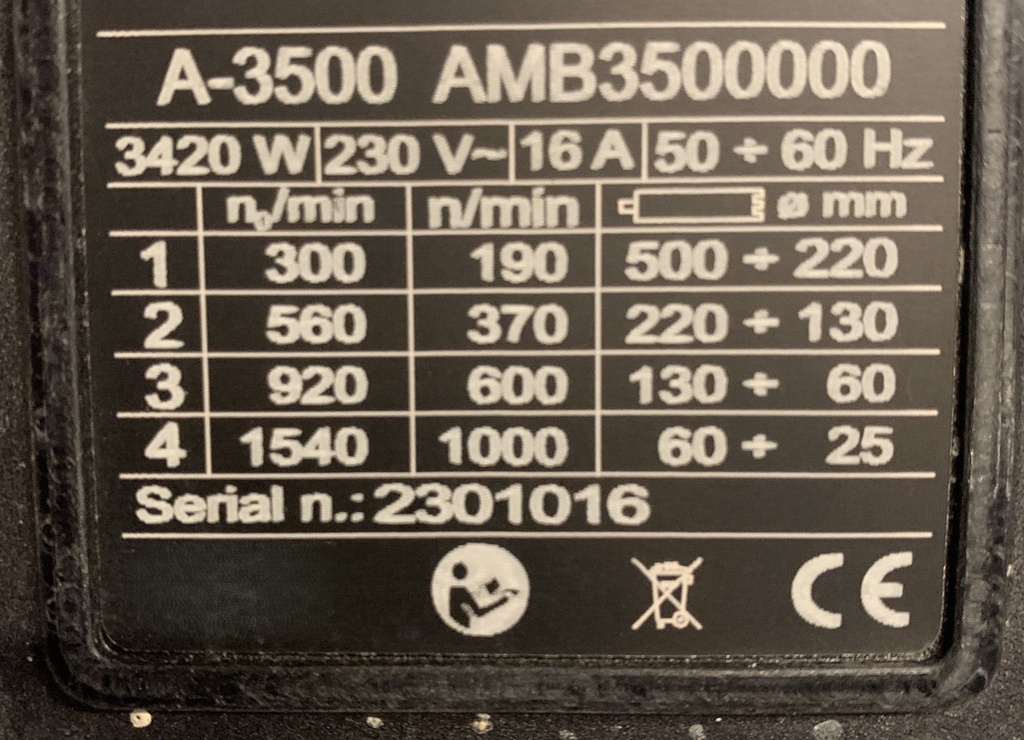 A-3500 AMB3500000
3420 W 230 V~ 16 A 50 ÷ 60 Hz
n₀/min n/min ø mm
1 300 190 500 ÷ 220
2 560 370 220 ÷ 130
3 920 600 130 ÷ 60
4 1540 1000 60 ÷ 25
Serial n.: 2301016
CE